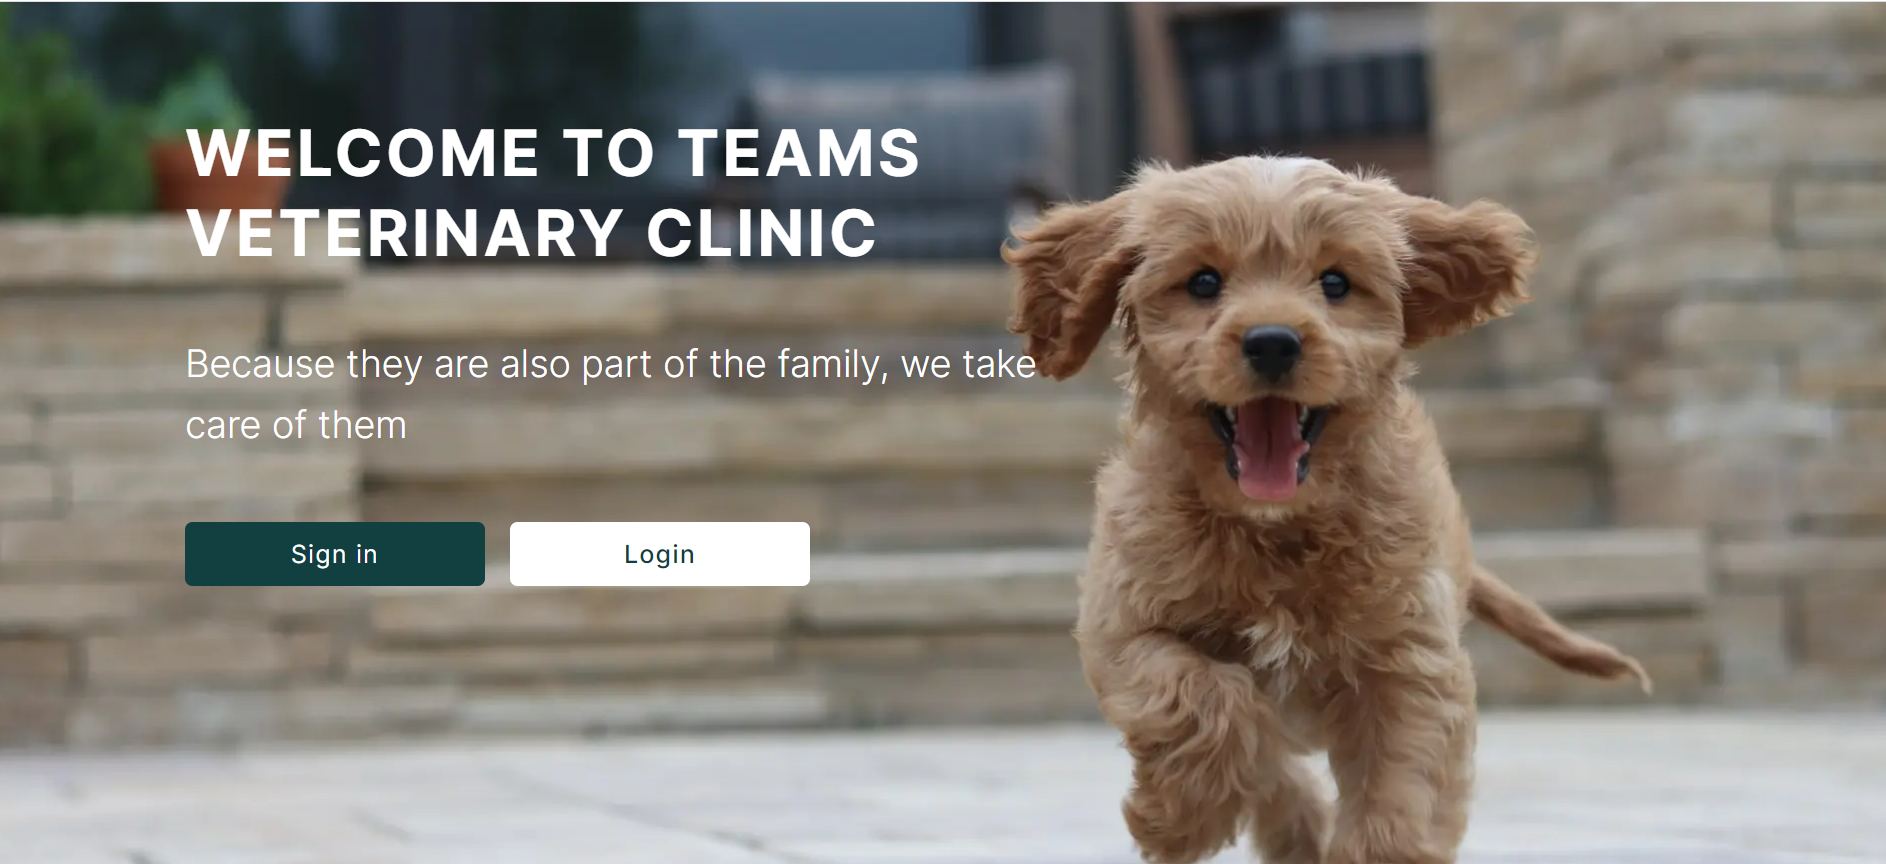 WELCOME TO TEAMS
VETERINARY CLINIC
Because they are also part of the family, we take
care of them
Sign in
Login